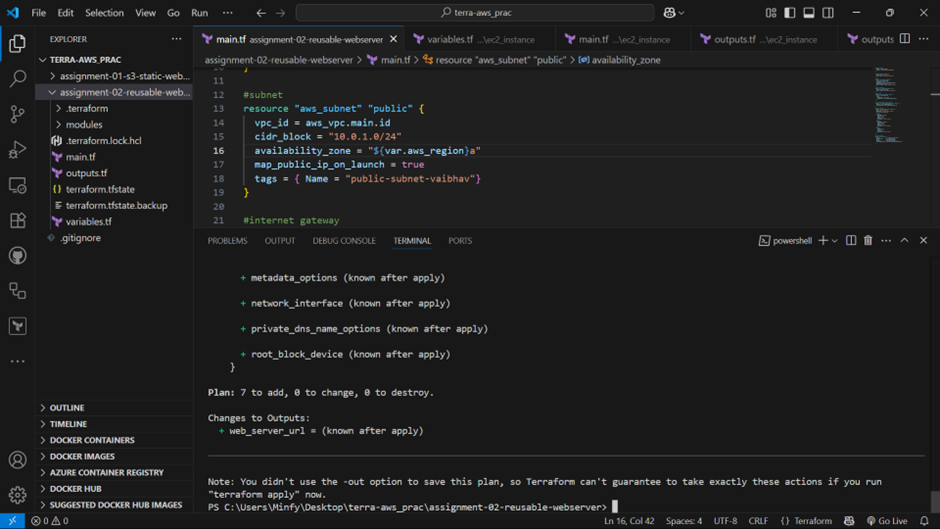 File Edit Selection View Go Run ··· terra-aws_prac
EXPLORER ···
TERRA-AWS_PRAC
assignment-01-s3-static-web...
assignment-02-reusable-web...
.terraform
modules
.terraform.lock.hcl
main.tf
outputs.tf
terraform.tfstate
terraform.tfstate.backup
variables.tf
.gitignore
OUTLINE
TIMELINE
DOCKER CONTAINERS
DOCKER IMAGES
AZURE CONTAINER REGISTRY
DOCKER HUB
SUGGESTED DOCKER HUB IMAGES
main.tf assignment-02-reusable-webserver variables.tf ...\ec2_instance main.tf ...\ec2_instance outputs.tf ...\ec2_instance outputs
assignment-02-reusable-webserver > main.tf > resource "aws_subnet" "public" > availability_zone
11
12 #subnet
13 resource "aws_subnet" "public" {
14 vpc_id = aws_vpc.main.id
15 cidr_block = "10.0.1.0/24"
16 availability_zone = "${var.aws_region}a"
17 map_public_ip_on_launch = true
18 tags = { Name = "public-subnet-vaibhav"}
19 }
20
21 #internet gateway
PROBLEMS OUTPUT DEBUG CONSOLE TERMINAL PORTS powershell
+ metadata_options (known after apply)
+ network_interface (known after apply)
+ private_dns_name_options (known after apply)
+ root_block_device (known after apply)
}
Plan: 7 to add, 0 to change, 0 to destroy.
Changes to Outputs:
+ web_server_url = (known after apply)
Note: You didn't use the -out option to save this plan, so Terraform can't guarantee to take exactly these actions if you run
"terraform apply" now.
PS C:\Users\Minfy\Desktop\terra-aws_prac\assignment-02-reusable-webserver>
0 0 Ln 16, Col 42 Spaces: 4 UTF-8 CRLF {} Terraform Go Live